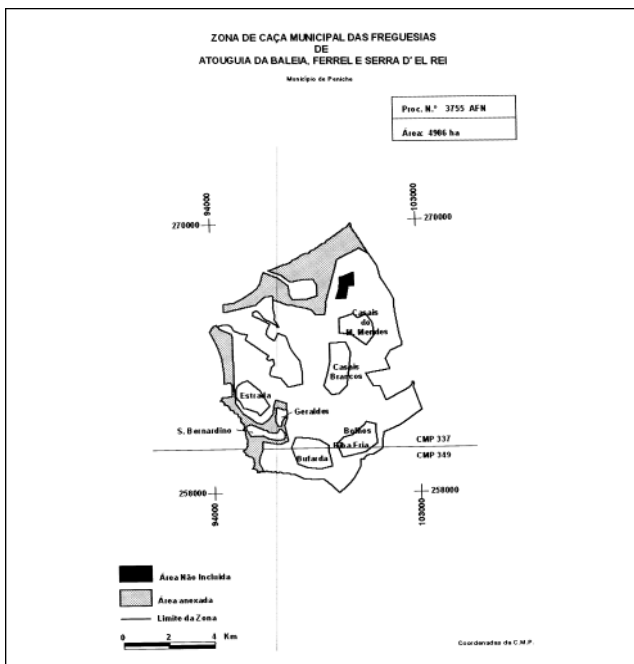 ZONA DE CAÇA MUNICIPAL DAS FREGUESIAS
DE
ATOUGUIA DA BALEIA, FERREL E SERRA D' EL REI
Município de Peniche
Proc. N.º 3755 AFN
Área: 4906 ha
94000
103000
270000
270000
Casais
do
M. Mendes
Casais
Brancos
Estrada
Geraldes
S. Bernardino
Bolhos
Riba Fria
Bufarda
CMP 337
CMP 349
258000
258000
94000
103000
Área Não Incluida
Área anexada
Limite da Zona
0 2 4 Km
Coordenadas da C.M.P.